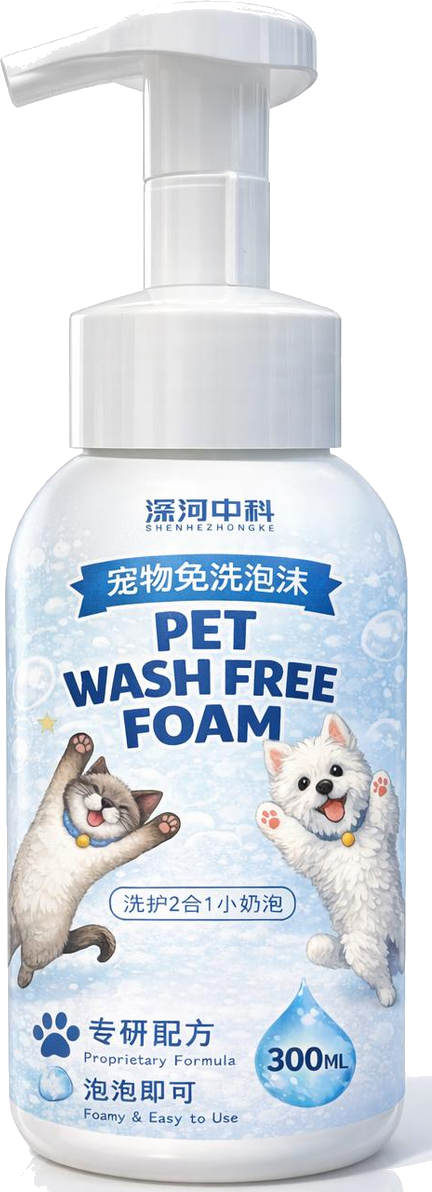 深河中科
SHENHEZHONGKE
宠物免洗泡沫
PET
WASH FREE
FOAM
洗护2合1小奶泡
专研配方
Proprietary Formula
泡泡即可
Foamy & Easy to Use
300ML